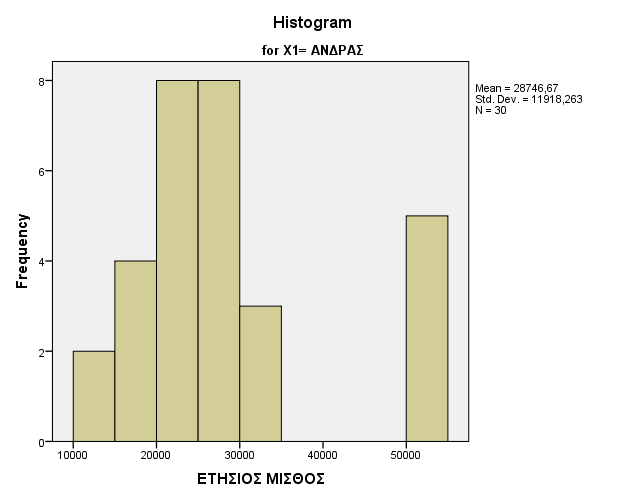 Histogram
for X1= ΑΝΔΡΑΣ
Mean = 28746,67
Std. Dev. = 11918,263
N = 30
Frequency
8
6
4
2
0
10000 20000 30000 40000 50000
ΕΤΗΣΙΟΣ ΜΙΣΘΟΣ